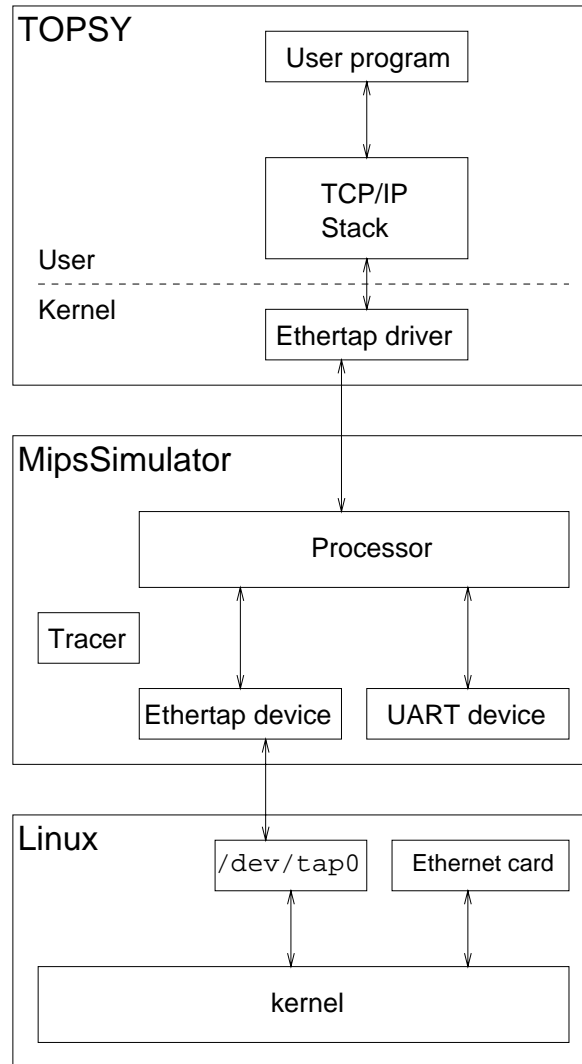 TOPSY
User program
TCP/IP
Stack
User
Kernel
Ethertap driver
MipsSimulator
Processor
Tracer
Ethertap device
UART device
Linux
/dev/tap0
Ethernet card
kernel